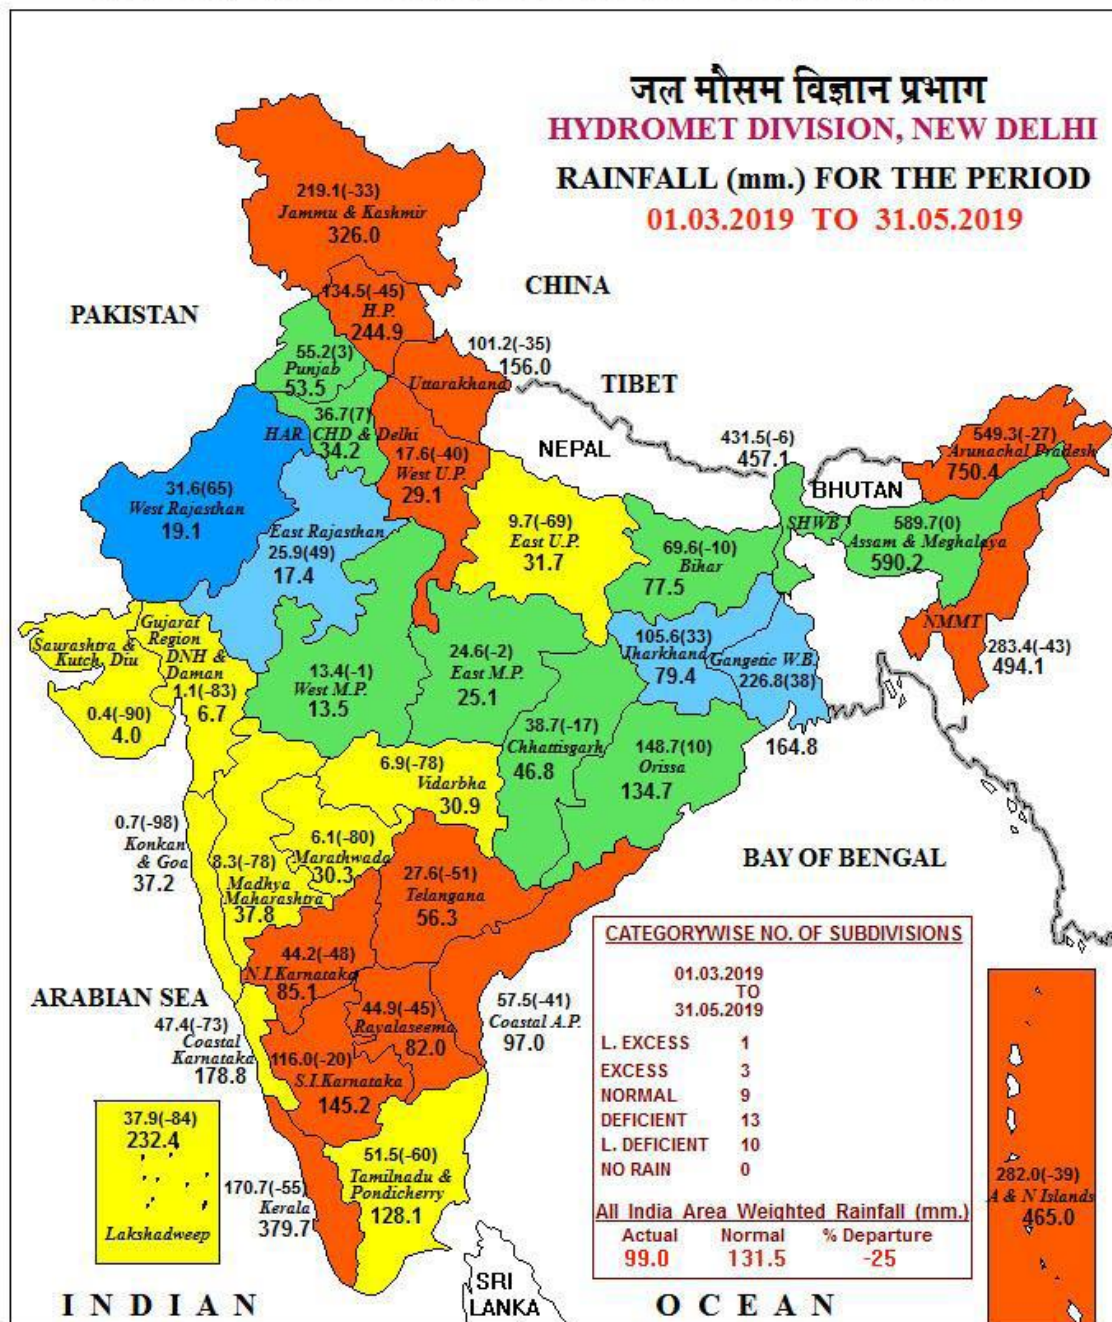 जल मौसम विज्ञान प्रभाग
HYDROMET DIVISION, NEW DELHI
RAINFALL (mm.) FOR THE PERIOD
01.03.2019 TO 31.05.2019
219.1(-33)
Jammu & Kashmir
326.0
CHINA
PAKISTAN
134.5(-45)
H.P.
244.9
101.2(-35)
156.0
Uttarakhand
TIBET
55.2(3)
Punjab
53.5
36.7(7)
HAR. CHD & Delhi
34.2
17.6(-40)
West U.P.
29.1
NEPAL
431.5(-6)
457.1
SHWB
BHUTAN
549.3(-27)
Arunachal Pradesh
750.4
31.6(65)
West Rajasthan
19.1
East Rajasthan
25.9(49)
17.4
9.7(-69)
East U.P.
31.7
69.6(-10)
Bihar
77.5
589.7(0)
Assam & Meghalaya
590.2
NMMT
283.4(-43)
494.1
Saurashtra &
Kutch, Diu
0.4(-90)
4.0
Gujarat
Region
DNH &
Daman
1.1(-83)
6.7
13.4(-1)
West M.P.
13.5
24.6(-2)
East M.P.
25.1
105.6(33)
Jharkhand
79.4
Gangetic W.B.
226.8(38)
164.8
38.7(-17)
Chhattisgarh
46.8
148.7(10)
Orissa
134.7
6.9(-78)
Vidarbha
30.9
0.7(-98)
Konkan
& Goa
37.2
8.3(-78)
Madhya
Maharashtra
37.8
6.1(-80)
Marathwada
30.3
27.6(-51)
Telangana
56.3
BAY OF BENGAL
ARABIAN SEA
44.2(-48)
N.I.Karnataka
85.1
44.9(-45)
Rayalaseema
82.0
57.5(-41)
Coastal A.P.
97.0
47.4(-73)
Coastal
Karnataka
178.8
116.0(-20)
S.I.Karnataka
145.2
37.9(-84)
232.4
Lakshadweep
170.7(-55)
Kerala
379.7
51.5(-60)
Tamilnadu &
Pondicherry
128.1
CATEGORYWISE NO. OF SUBDIVISIONS
01.03.2019
TO
31.05.2019
L. EXCESS 1
EXCESS 3
NORMAL 9
DEFICIENT 13
L. DEFICIENT 10
NO RAIN 0
All India Area Weighted Rainfall (mm.)
Actual Normal % Departure
99.0 131.5 -25
282.0(-39)
A & N Islands
465.0
SRI
LANKA
INDIAN OCEAN